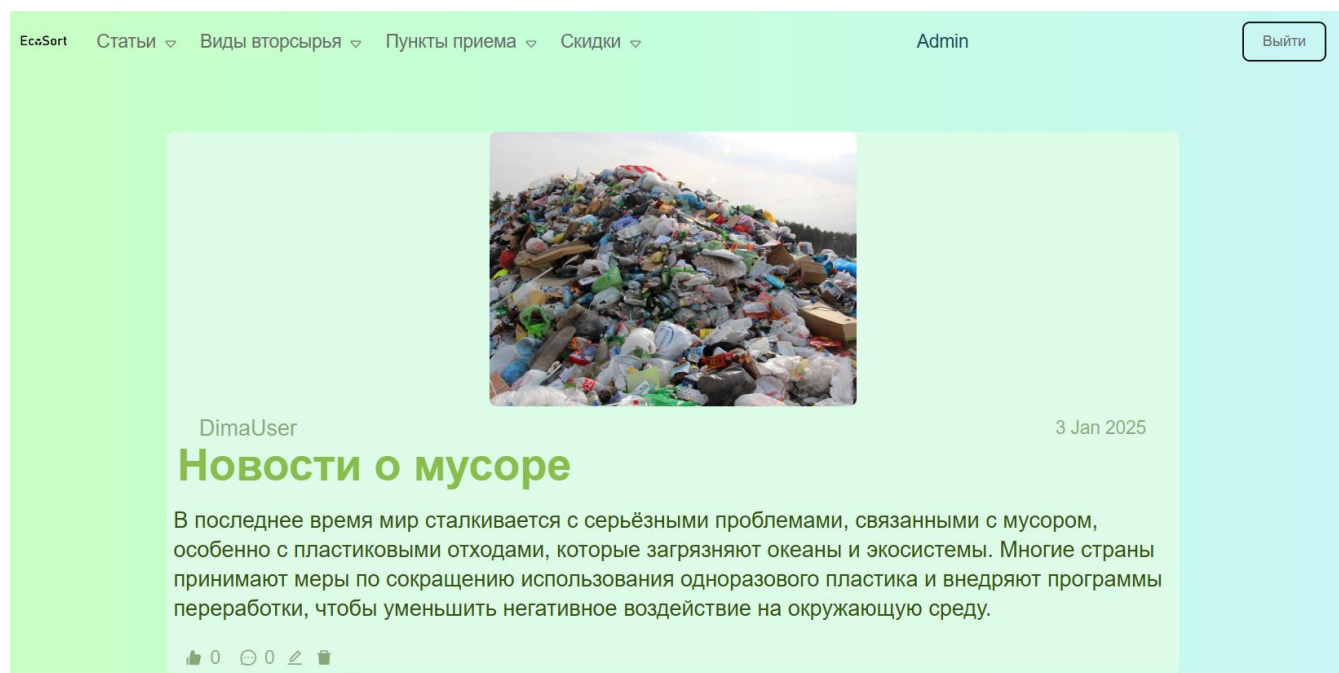 EcoSort Статьи Виды вторсырья Пункты приема Скидки Admin Выйти
DimaUser 3 Jan 2025
Новости о мусоре
В последнее время мир сталкивается с серьёзными проблемами, связанными с мусором,
особенно с пластиковыми отходами, которые загрязняют океаны и экосистемы. Многие страны
принимают меры по сокращению использования одноразового пластика и внедряют программы
переработки, чтобы уменьшить негативное воздействие на окружающую среду.
0 0